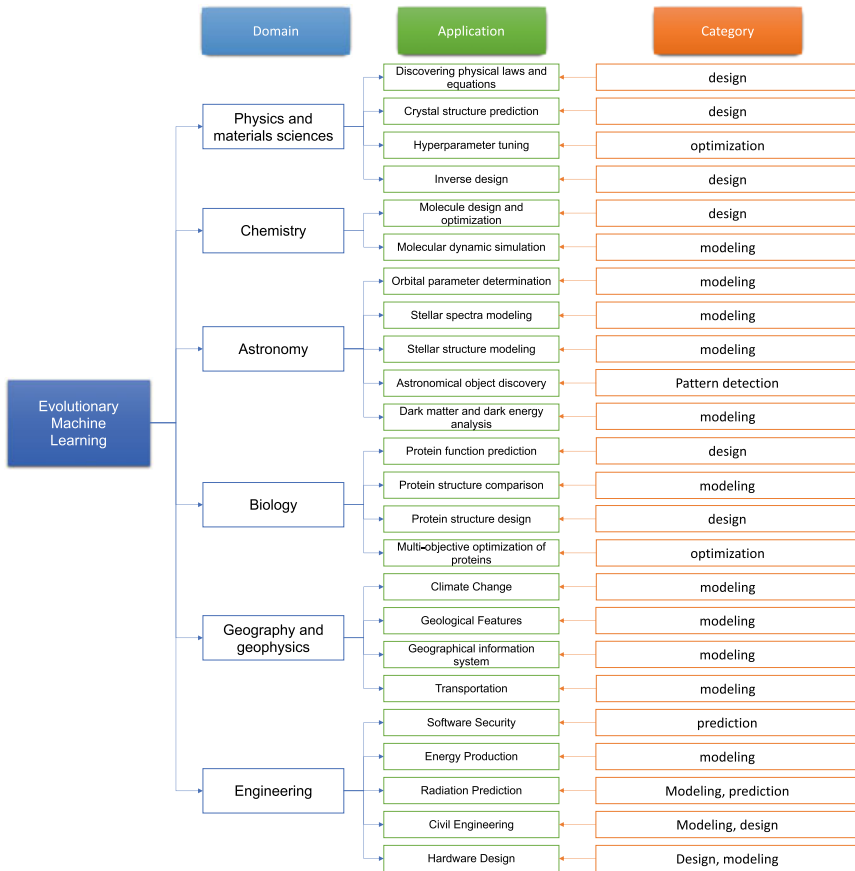 Domain
Application
Category
Evolutionary
Machine
Learning
Physics and
materials sciences
Discovering physical laws and
equations
design
Crystal structure prediction
design
Hyperparameter tuning
optimization
Inverse design
design
Chemistry
Molecule design and
optimization
design
Molecular dynamic simulation
modeling
Astronomy
Orbital parameter determination
modeling
Stellar spectra modeling
modeling
Stellar structure modeling
modeling
Astronomical object discovery
Pattern detection
Dark matter and dark energy
analysis
modeling
Biology
Protein function prediction
design
Protein structure comparison
modeling
Protein structure design
design
Multi-objective optimization of
proteins
optimization
Geography and
geophysics
Climate Change
modeling
Geological Features
modeling
Geographical information
system
modeling
Transportation
modeling
Engineering
Software Security
prediction
Energy Production
modeling
Radiation Prediction
Modeling, prediction
Civil Engineering
Modeling, design
Hardware Design
Design, modeling